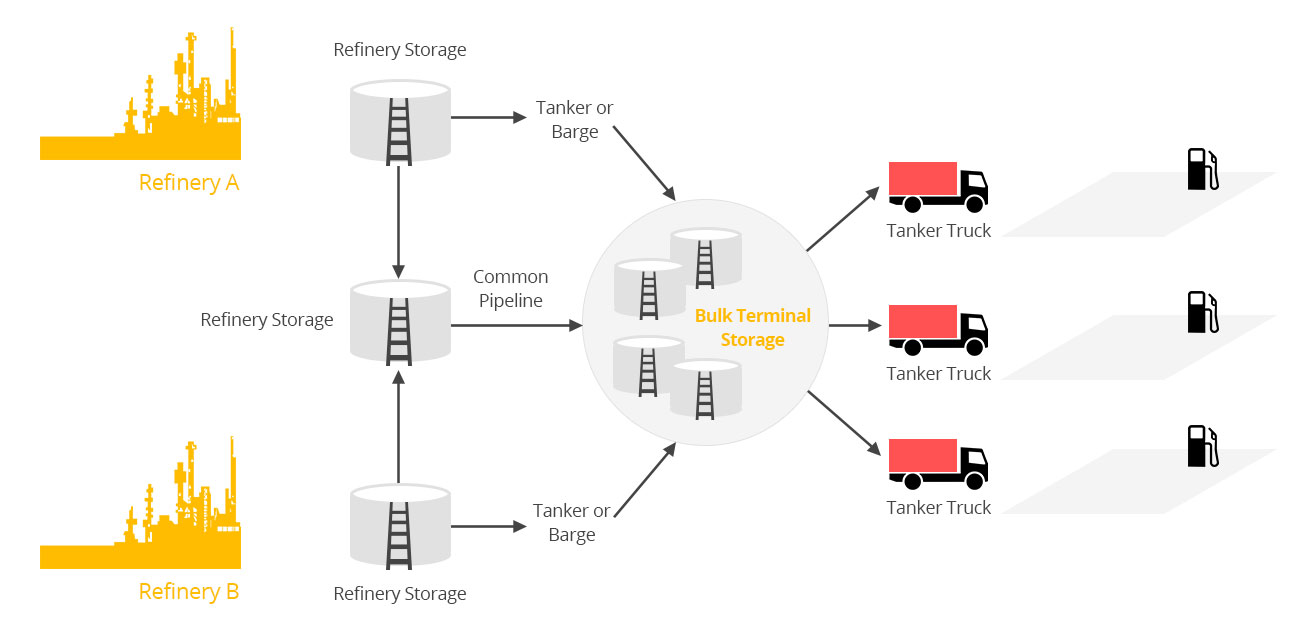 Refinery Storage
Tanker or
Barge
Refinery A
Tanker Truck
Common
Pipeline
Refinery Storage
Bulk Terminal
Storage
Tanker Truck
Tanker or
Barge
Tanker Truck
Refinery B
Refinery Storage